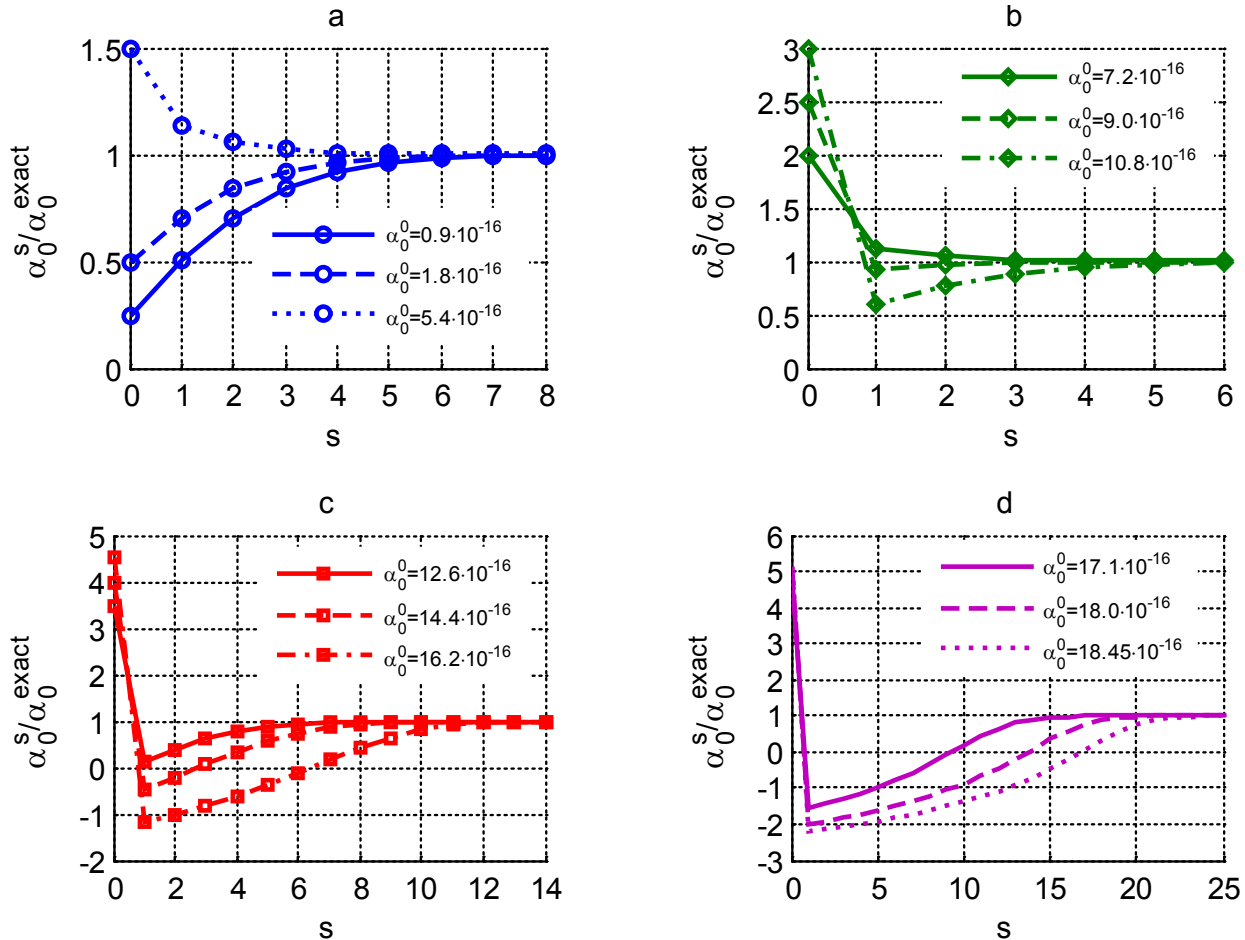 a
α₀ˢ/α₀ᵉˣᵃᶜᵗ
1.5
1
0.5
0
α₀⁰=0.9·10⁻¹⁶
α₀⁰=1.8·10⁻¹⁶
α₀⁰=5.4·10⁻¹⁶
0 1 2 3 4 5 6 7 8
s
b
α₀ˢ/α₀ᵉˣᵃᶜᵗ
3
2.5
2
1.5
1
0.5
0
α₀⁰=7.2·10⁻¹⁶
α₀⁰=9.0·10⁻¹⁶
α₀⁰=10.8·10⁻¹⁶
0 1 2 3 4 5 6
s
c
α₀ˢ/α₀ᵉˣᵃᶜᵗ
5
4
3
2
1
0
-1
-2
α₀⁰=12.6·10⁻¹⁶
α₀⁰=14.4·10⁻¹⁶
α₀⁰=16.2·10⁻¹⁶
0 2 4 6 8 10 12 14
s
d
α₀ˢ/α₀ᵉˣᵃᶜᵗ
6
5
4
3
2
1
0
-1
-2
-3
α₀⁰=17.1·10⁻¹⁶
α₀⁰=18.0·10⁻¹⁶
α₀⁰=18.45·10⁻¹⁶
0 5 10 15 20 25
s